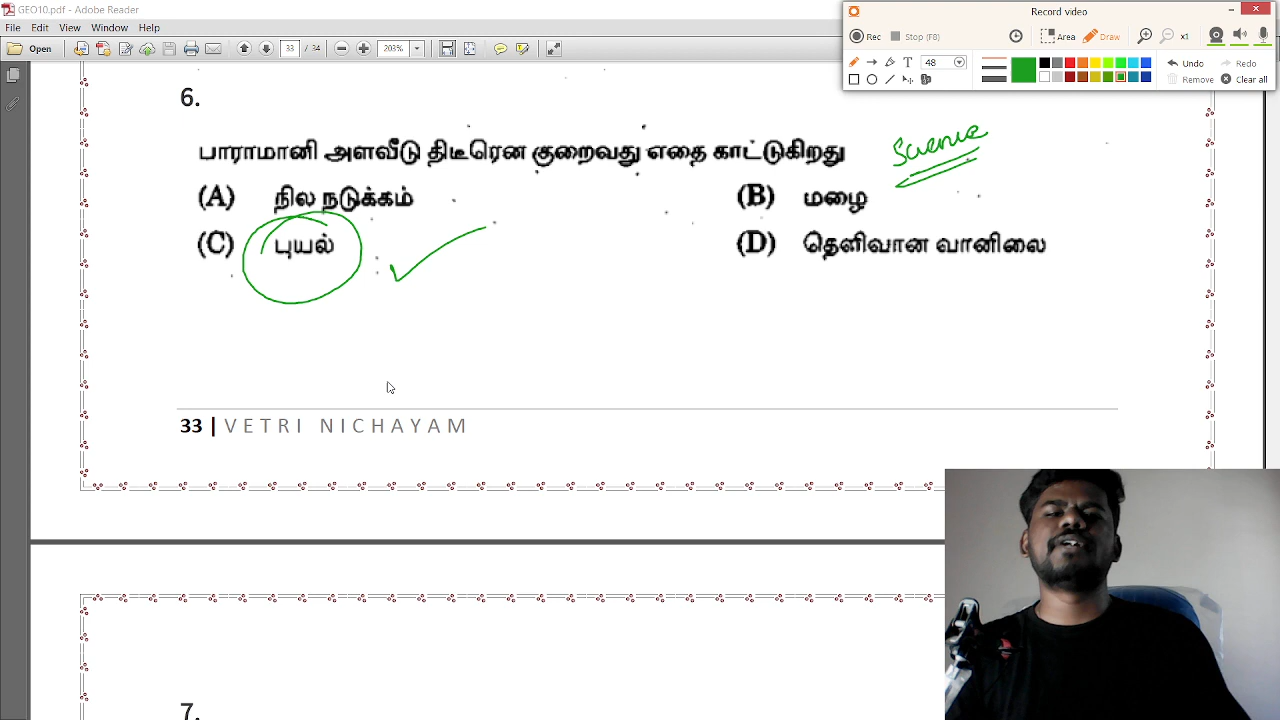 GEO10.pdf - Adobe Reader
File Edit View Window Help
Open 33 / 34 203%
Record video
Rec Stop (F8) Area Draw x1
T 48 Undo Redo
Remove Clear all
6.
பாராமானி அளவீடு திடீரென குறைவது எதை காட்டுகிறது
Science
(A) நில நடுக்கம் (B) மழை
(C) புயல் (D) தெளிவான வானிலை
33 | VETRI NICHAYAM
7.